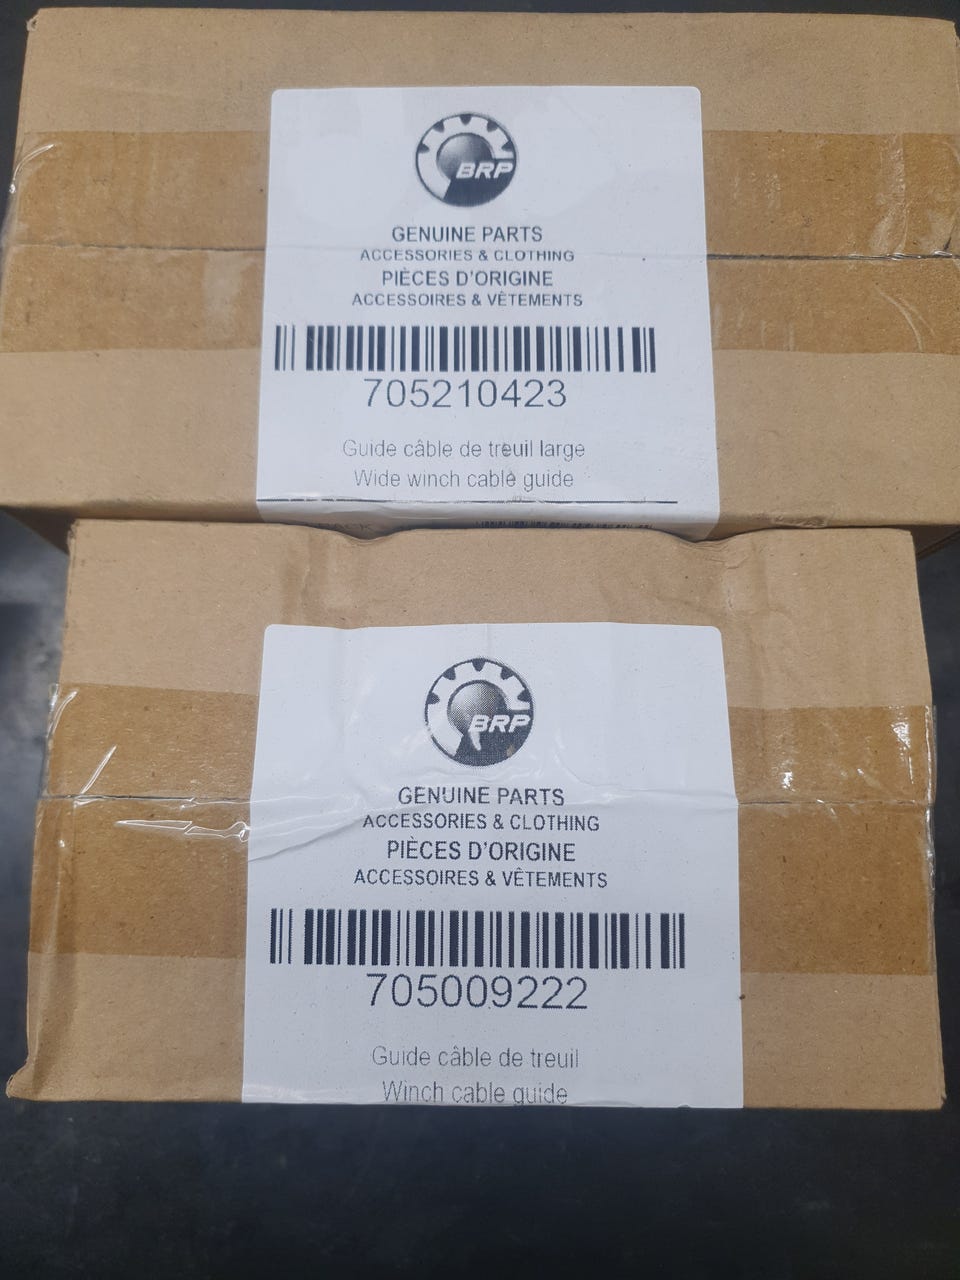 BRP
GENUINE PARTS
ACCESSORIES & CLOTHING
PIÈCES D'ORIGINE
ACCESSOIRES & VÊTEMENTS
705210423
Guide câble de treuil large
Wide winch cable guide
BRP
GENUINE PARTS
ACCESSORIES & CLOTHING
PIÈCES D'ORIGINE
ACCESSOIRES & VÊTEMENTS
705009222
Guide câble de treuil
Winch cable guide